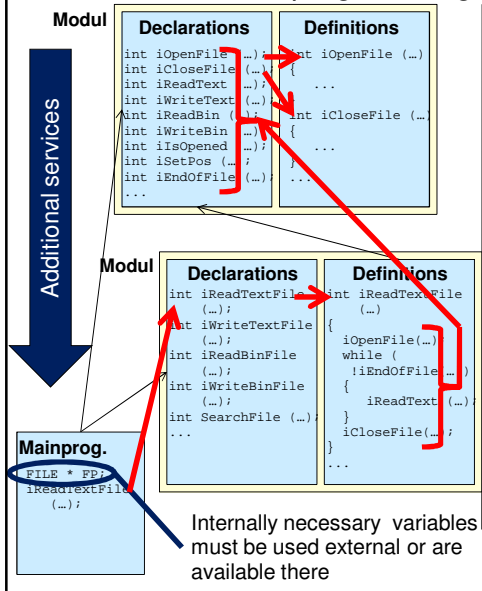 Modul
Declarations
int iOpenFile (…);
int iCloseFile (…);
int iReadText (…);
int iWriteText (…);
int iReadBin (…);
int iWriteBin (…);
int iIsOpened (…);
int iSetPos (…);
int iEndOfFile (…);
...
Definitions
int iOpenFile (…)
{
...
}
int iCloseFile (…)
{
...
}
...
Additional services
Modul
Declarations
int iReadTextFile
(…);
int iWriteTextFile
(…);
int iReadBinFile
(…);
int iWriteBinFile
(…);
int SearchFile (…);
...
Definitions
int iReadTextFile
(…)
{
iOpenFile(…);
while (
!iEndOfFile(…)
{
iReadText (…);
}
iCloseFile(…);
}
...
Mainprog.
FILE * FP;
iReadTextFile
(…);
Internally necessary variables
must be used external or are
available there